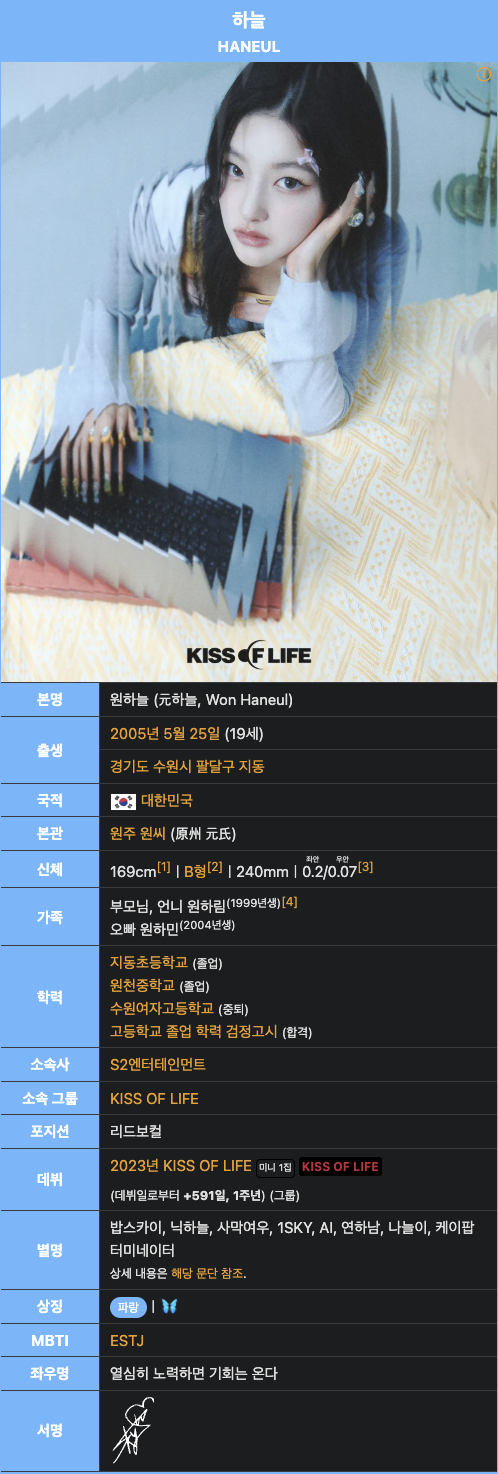 하늘
HANEUL
KISS OF LIFE
본명
원하늘 (元하늘, Won Haneul)
출생
2005년 5월 25일 (19세)
경기도 수원시 팔달구 지동
국적
대한민국
본관
원주 원씨 (原州 元氏)
신체
169cm[1] | B형[2] | 240mm | 좌안 0.2/우안 0.07[3]
가족
부모님, 언니 원하림(1999년생)[4]
오빠 원하민(2004년생)
학력
지동초등학교 (졸업)
원천중학교 (졸업)
수원여자고등학교 (중퇴)
고등학교 졸업 학력 검정고시 (합격)
소속사
S2엔터테인먼트
소속 그룹
KISS OF LIFE
포지션
리드보컬
데뷔
2023년 KISS OF LIFE 미니 1집 KISS OF LIFE
(데뷔일로부터 +591일, 1주년) (그룹)
별명
밥스카이, 닉하늘, 사막여우, 1SKY, AI, 연하남, 나늘이, 케이팝
터미네이터
상세 내용은 해당 문단 참조.
상징
파랑 | 🦋
MBTI
ESTJ
좌우명
열심히 노력하면 기회는 온다
서명